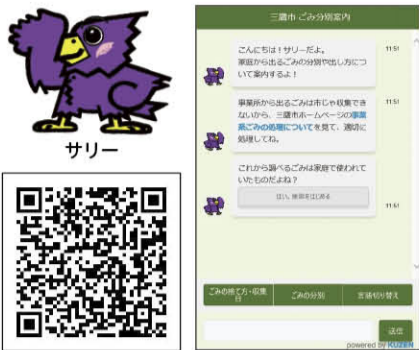 サリー
三鷹市 ごみ分別案内
こんにちは！サリーだよ。
家庭から出るごみの分別や出し方につ
いて案内するよ！
11:51
事業所から出るごみは市じゃ収集でき
ないから、三鷹市ホームページの事業
系ごみの処理についてを見て、適切に
処理してね。
11:51
これから調べるごみは家庭で使われて
いたものだよね？
はい、検索をはじめる
11:51
ごみの捨て方・収集
日
ごみの分別
言語切り替え
送信
powered by KUZEN